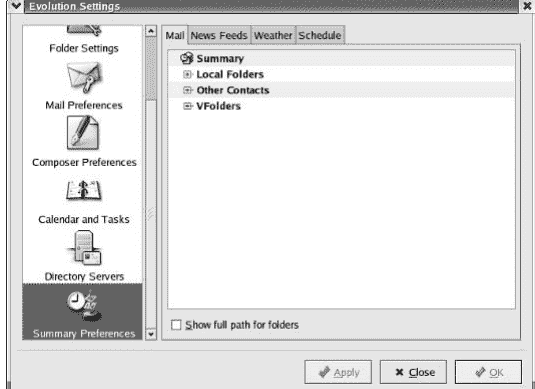 Evolution Settings
Folder Settings
Mail Preferences
Composer Preferences
Calendar and Tasks
Directory Servers
Summary Preferences
Mail News Feeds Weather Schedule
Summary
Local Folders
Other Contacts
VFolders
Show full path for folders
Apply Close OK